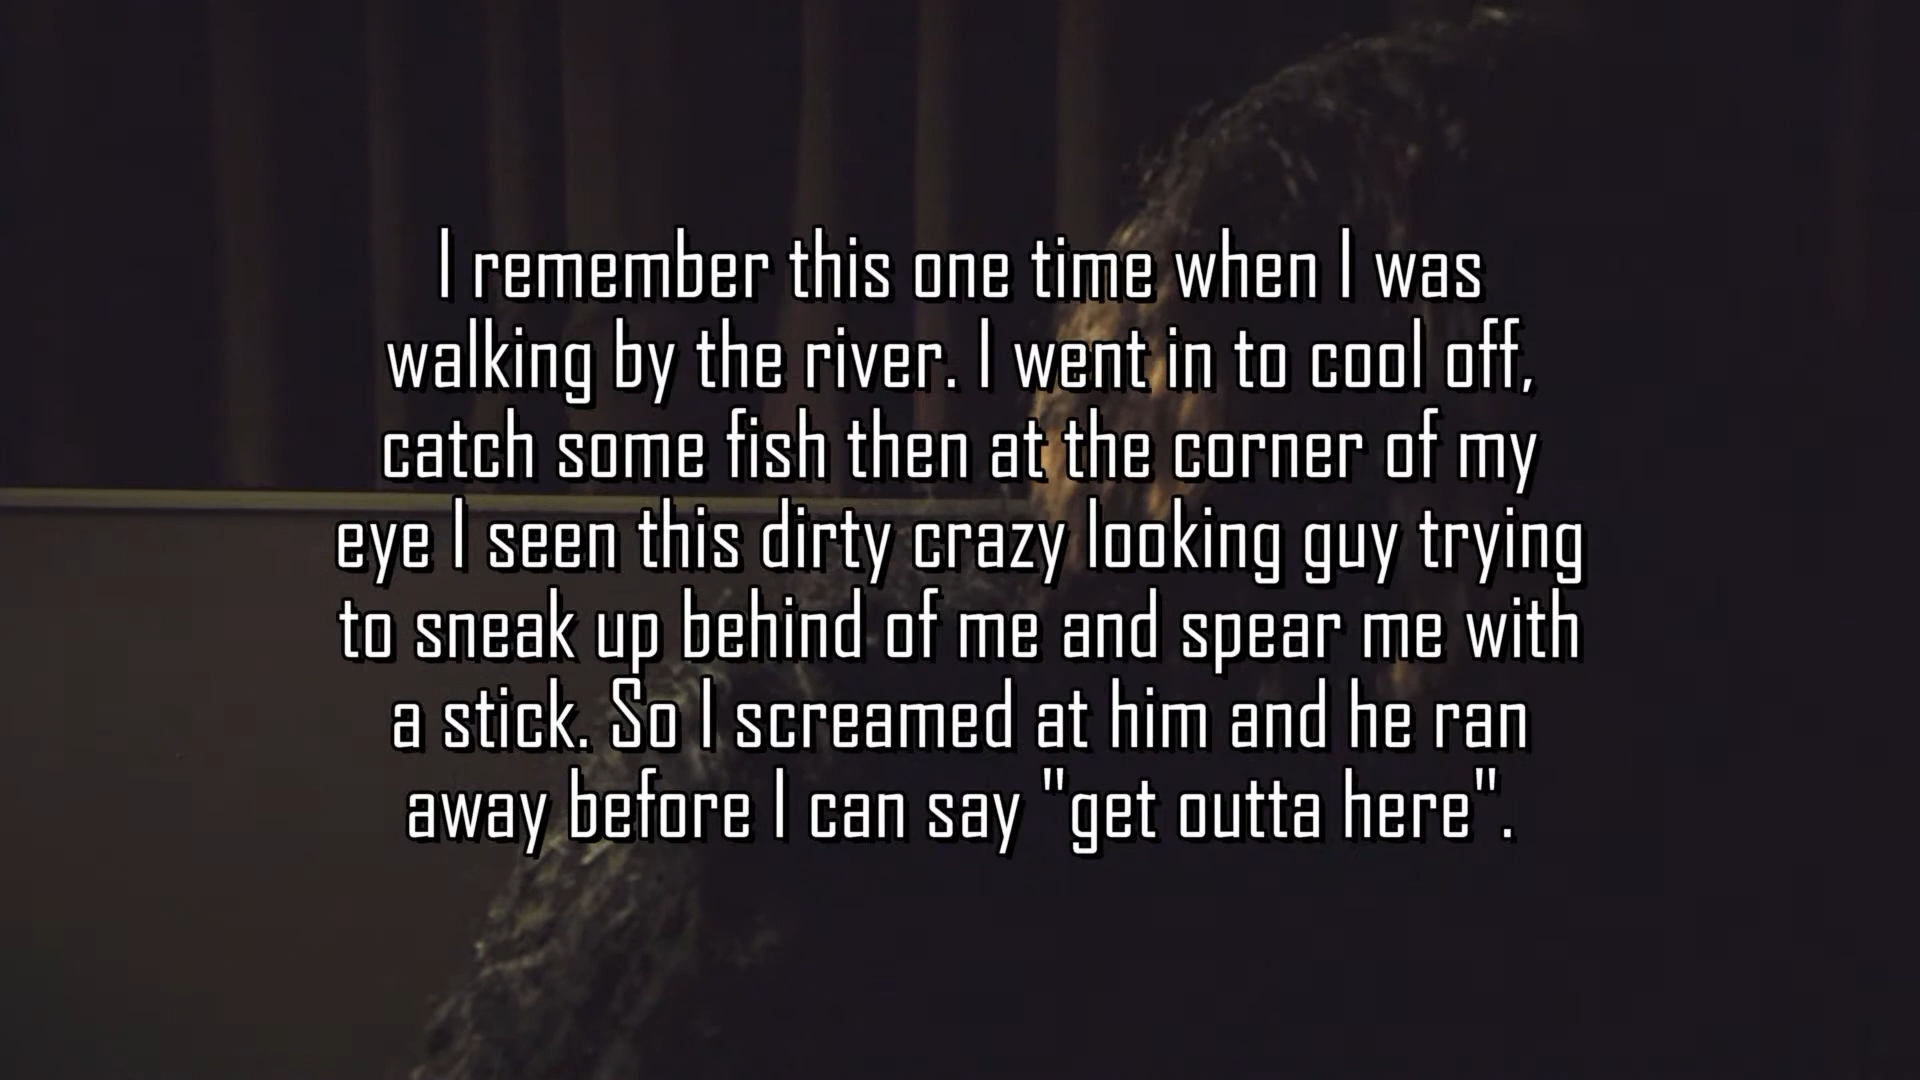 I remember this one time when I was
walking by the river. I went in to cool off,
catch some fish then at the corner of my
eye I seen this dirty crazy looking guy trying
to sneak up behind of me and spear me with
a stick. So I screamed at him and he ran
away before I can say "get outta here".